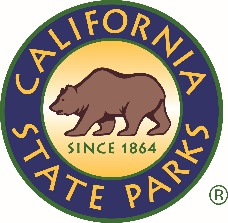 CALIFORNIA
SINCE 1864
STATE PARKS
®